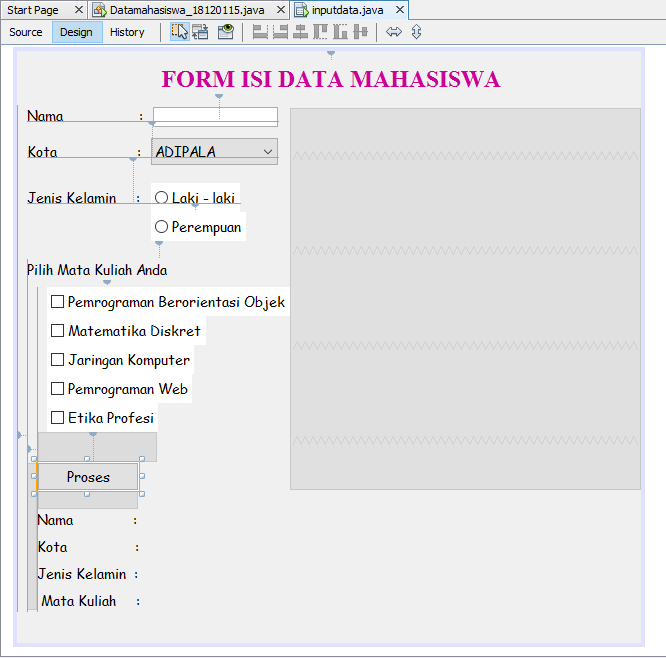 Start Page Datamahasiswa_18120115.java inputdata.java
Source Design History
FORM ISI DATA MAHASISWA
Nama :
Kota : ADIPALA
Jenis Kelamin : Laki - laki
Perempuan
Pilih Mata Kuliah Anda
Pemrograman Berorientasi Objek
Matematika Diskret
Jaringan Komputer
Pemrograman Web
Etika Profesi
Proses
Nama :
Kota :
Jenis Kelamin :
Mata Kuliah :